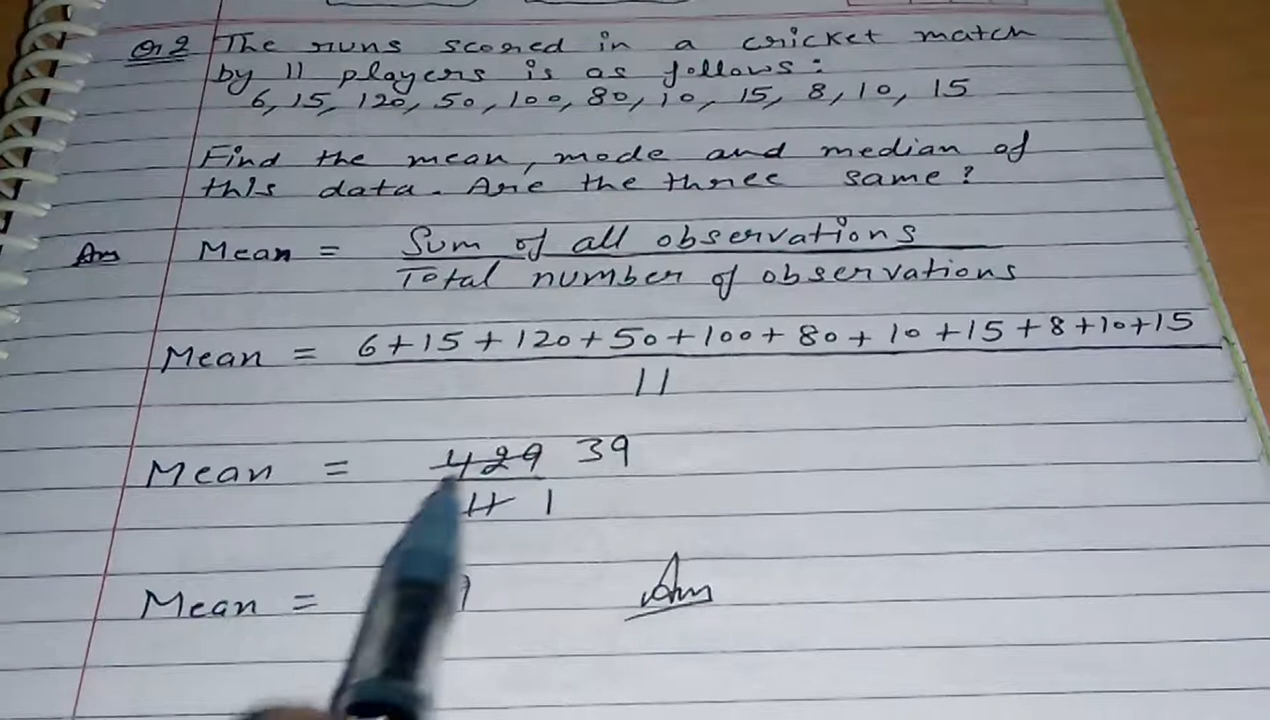 Qr 2 The runs scored in a cricket match
by 11 players is as follows:
6, 15, 120, 50, 100, 80, 10, 15, 8, 10, 15
Find the mean, mode and median of
this data. Are the three same?
Ans Mean = Sum of all observations
Total number of observations
Mean = 6+15+120+50+100+80+10+15+8+10+15
11
Mean = 429 39
11 1
Mean = Ans